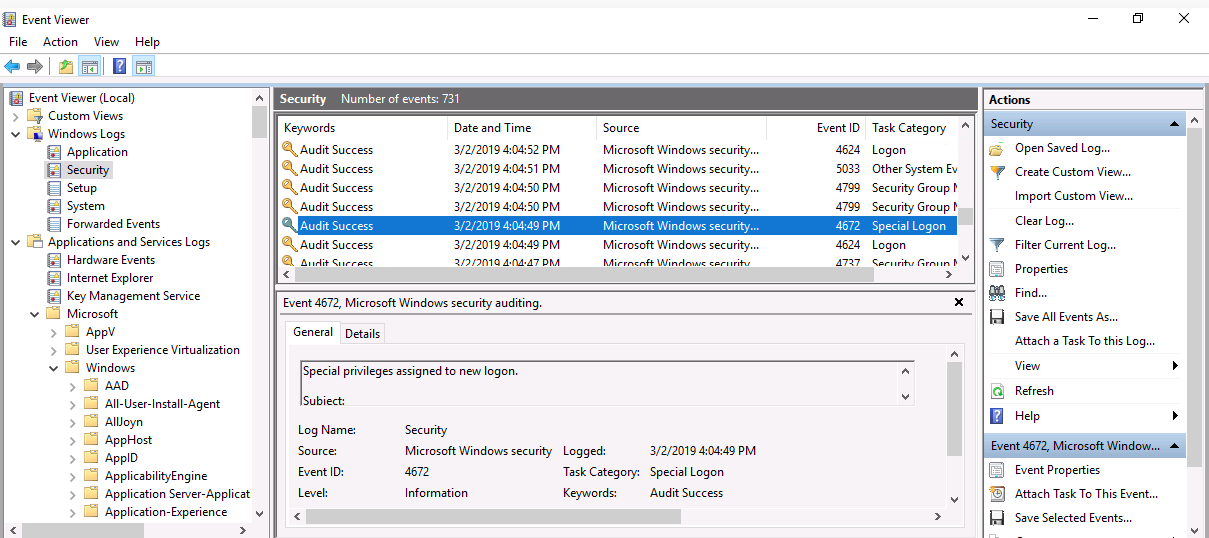 Event Viewer
File Action View Help
Event Viewer (Local)
Custom Views
Windows Logs
Application
Security
Setup
System
Forwarded Events
Applications and Services Logs
Hardware Events
Internet Explorer
Key Management Service
Microsoft
AppV
User Experience Virtualization
Windows
AAD
All-User-Install-Agent
AllJoyn
AppHost
AppID
ApplicabilityEngine
Application Server-Applicat
Application-Experience
Security Number of events: 731
Keywords Date and Time Source Event ID Task Category
Audit Success 3/2/2019 4:04:52 PM Microsoft Windows security... 4624 Logon
Audit Success 3/2/2019 4:04:51 PM Microsoft Windows security... 5033 Other System Ev
Audit Success 3/2/2019 4:04:50 PM Microsoft Windows security... 4799 Security Group M
Audit Success 3/2/2019 4:04:50 PM Microsoft Windows security... 4799 Security Group M
Audit Success 3/2/2019 4:04:49 PM Microsoft Windows security... 4672 Special Logon
Audit Success 3/2/2019 4:04:49 PM Microsoft Windows security... 4624 Logon
Audit Success 3/2/2019 4:04:47 PM Microsoft Windows security... 4737 Security Group M
Event 4672, Microsoft Windows security auditing.
General Details
Special privileges assigned to new logon.
Subject:
Log Name: Security
Source: Microsoft Windows security Logged: 3/2/2019 4:04:49 PM
Event ID: 4672 Task Category: Special Logon
Level: Information Keywords: Audit Success
Actions
Security
Open Saved Log...
Create Custom View...
Import Custom View...
Clear Log...
Filter Current Log...
Properties
Find...
Save All Events As...
Attach a Task To this Log...
View
Refresh
Help
Event 4672, Microsoft Window...
Event Properties
Attach Task To This Event...
Save Selected Events...